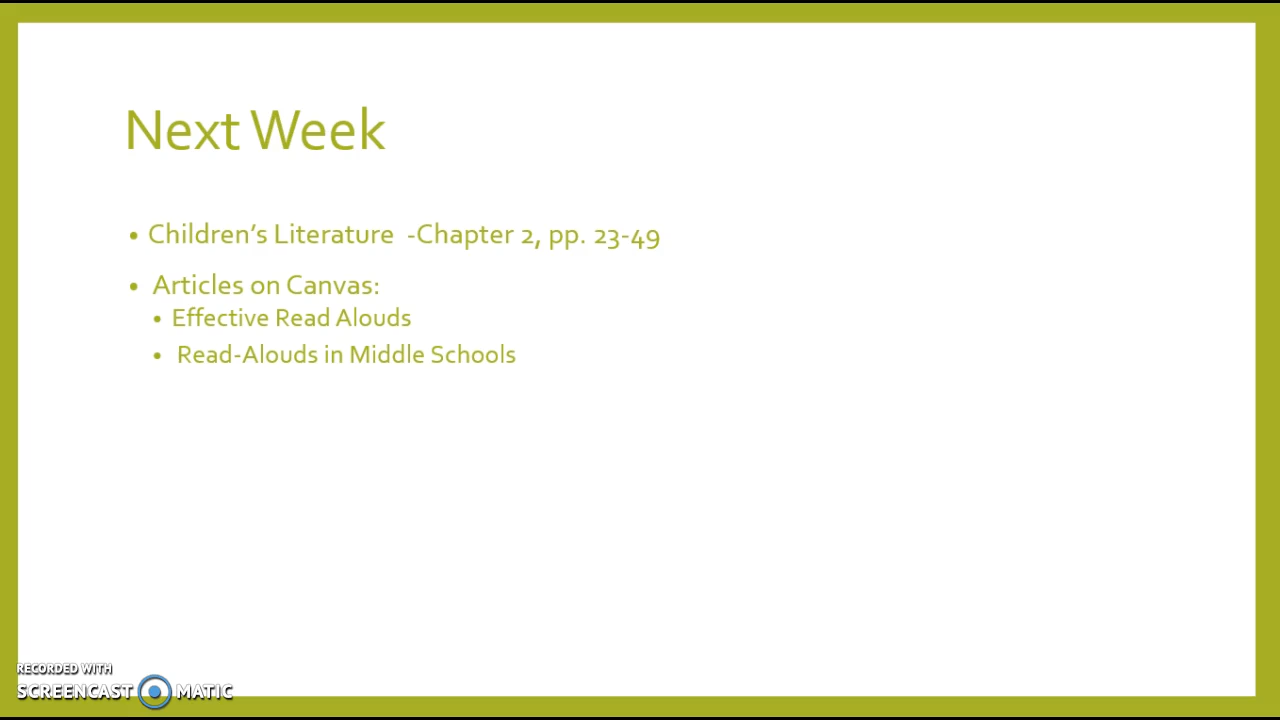 Next Week
• Children’s Literature -Chapter 2, pp. 23-49
• Articles on Canvas:
• Effective Read Alouds
• Read-Alouds in Middle Schools
RECORDED WITH
SCREENCAST MATIC